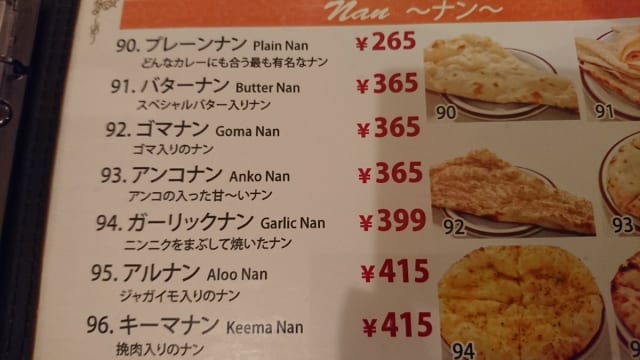 Nan ～ナン～
90. プレーンナン Plain Nan ¥265
どんなカレーにも合う最も有名なナン
91. バターナン Butter Nan ¥365
スペシャルバター入りナン
92. ゴマナン Goma Nan ¥365
ゴマ入りのナン
93. アンコナン Anko Nan ¥365
アンコの入った甘〜いナン
94. ガーリックナン Garlic Nan ¥399
ニンニクをまぶして焼いたナン
95. アルナン Aloo Nan ¥415
ジャガイモ入りのナン
96. キーマナン Keema Nan ¥415
挽肉入りのナン
90
91
92
93
94